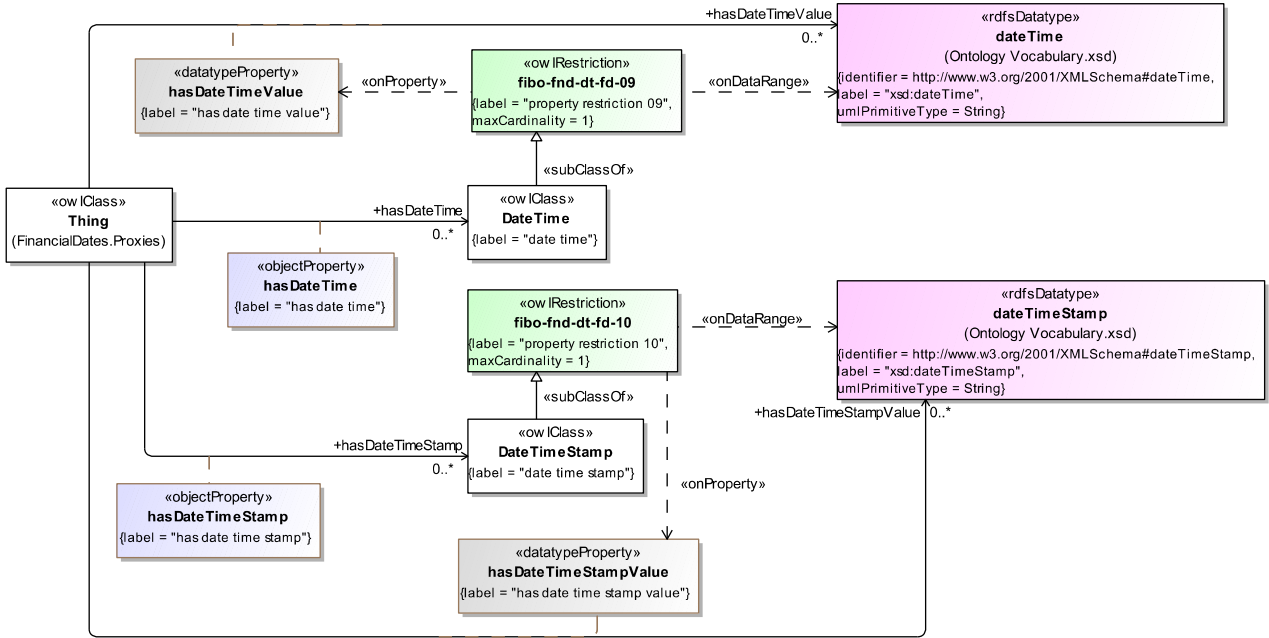 +hasDateTimeValue
0..*
«rdfsDatatype»
dateTime
(Ontology Vocabulary.xsd)
{identifier = http://www.w3.org/2001/XMLSchema#dateTime,
label = "xsd:dateTime",
umlPrimitiveType = String}
«datatypeProperty»
hasDateTimeValue
{label = "has date time value"}
«onProperty»
«owlRestriction»
fibo-fnd-dt-fd-09
{label = "property restriction 09",
maxCardinality = 1}
«onDataRange»
«subClassOf»
«owlClass»
Thing
(FinancialDates.Proxies)
+hasDateTime
0..*
«owlClass»
DateTime
{label = "date time"}
«objectProperty»
hasDateTime
{label = "has date time"}
«owlRestriction»
fibo-fnd-dt-fd-10
{label = "property restriction 10",
maxCardinality = 1}
«onDataRange»
«rdfsDatatype»
dateTimeStamp
(Ontology Vocabulary.xsd)
{identifier = http://www.w3.org/2001/XMLSchema#dateTimeStamp,
label = "xsd:dateTimeStamp",
umlPrimitiveType = String}
«subClassOf»
+hasDateTimeStampValue 0..*
+hasDateTimeStamp
0..*
«owlClass»
DateTimeStamp
{label = "date time stamp"}
«onProperty»
«objectProperty»
hasDateTimeStamp
{label = "has date time stamp"}
«datatypeProperty»
hasDateTimeStampValue
{label = "has date time stamp value"}